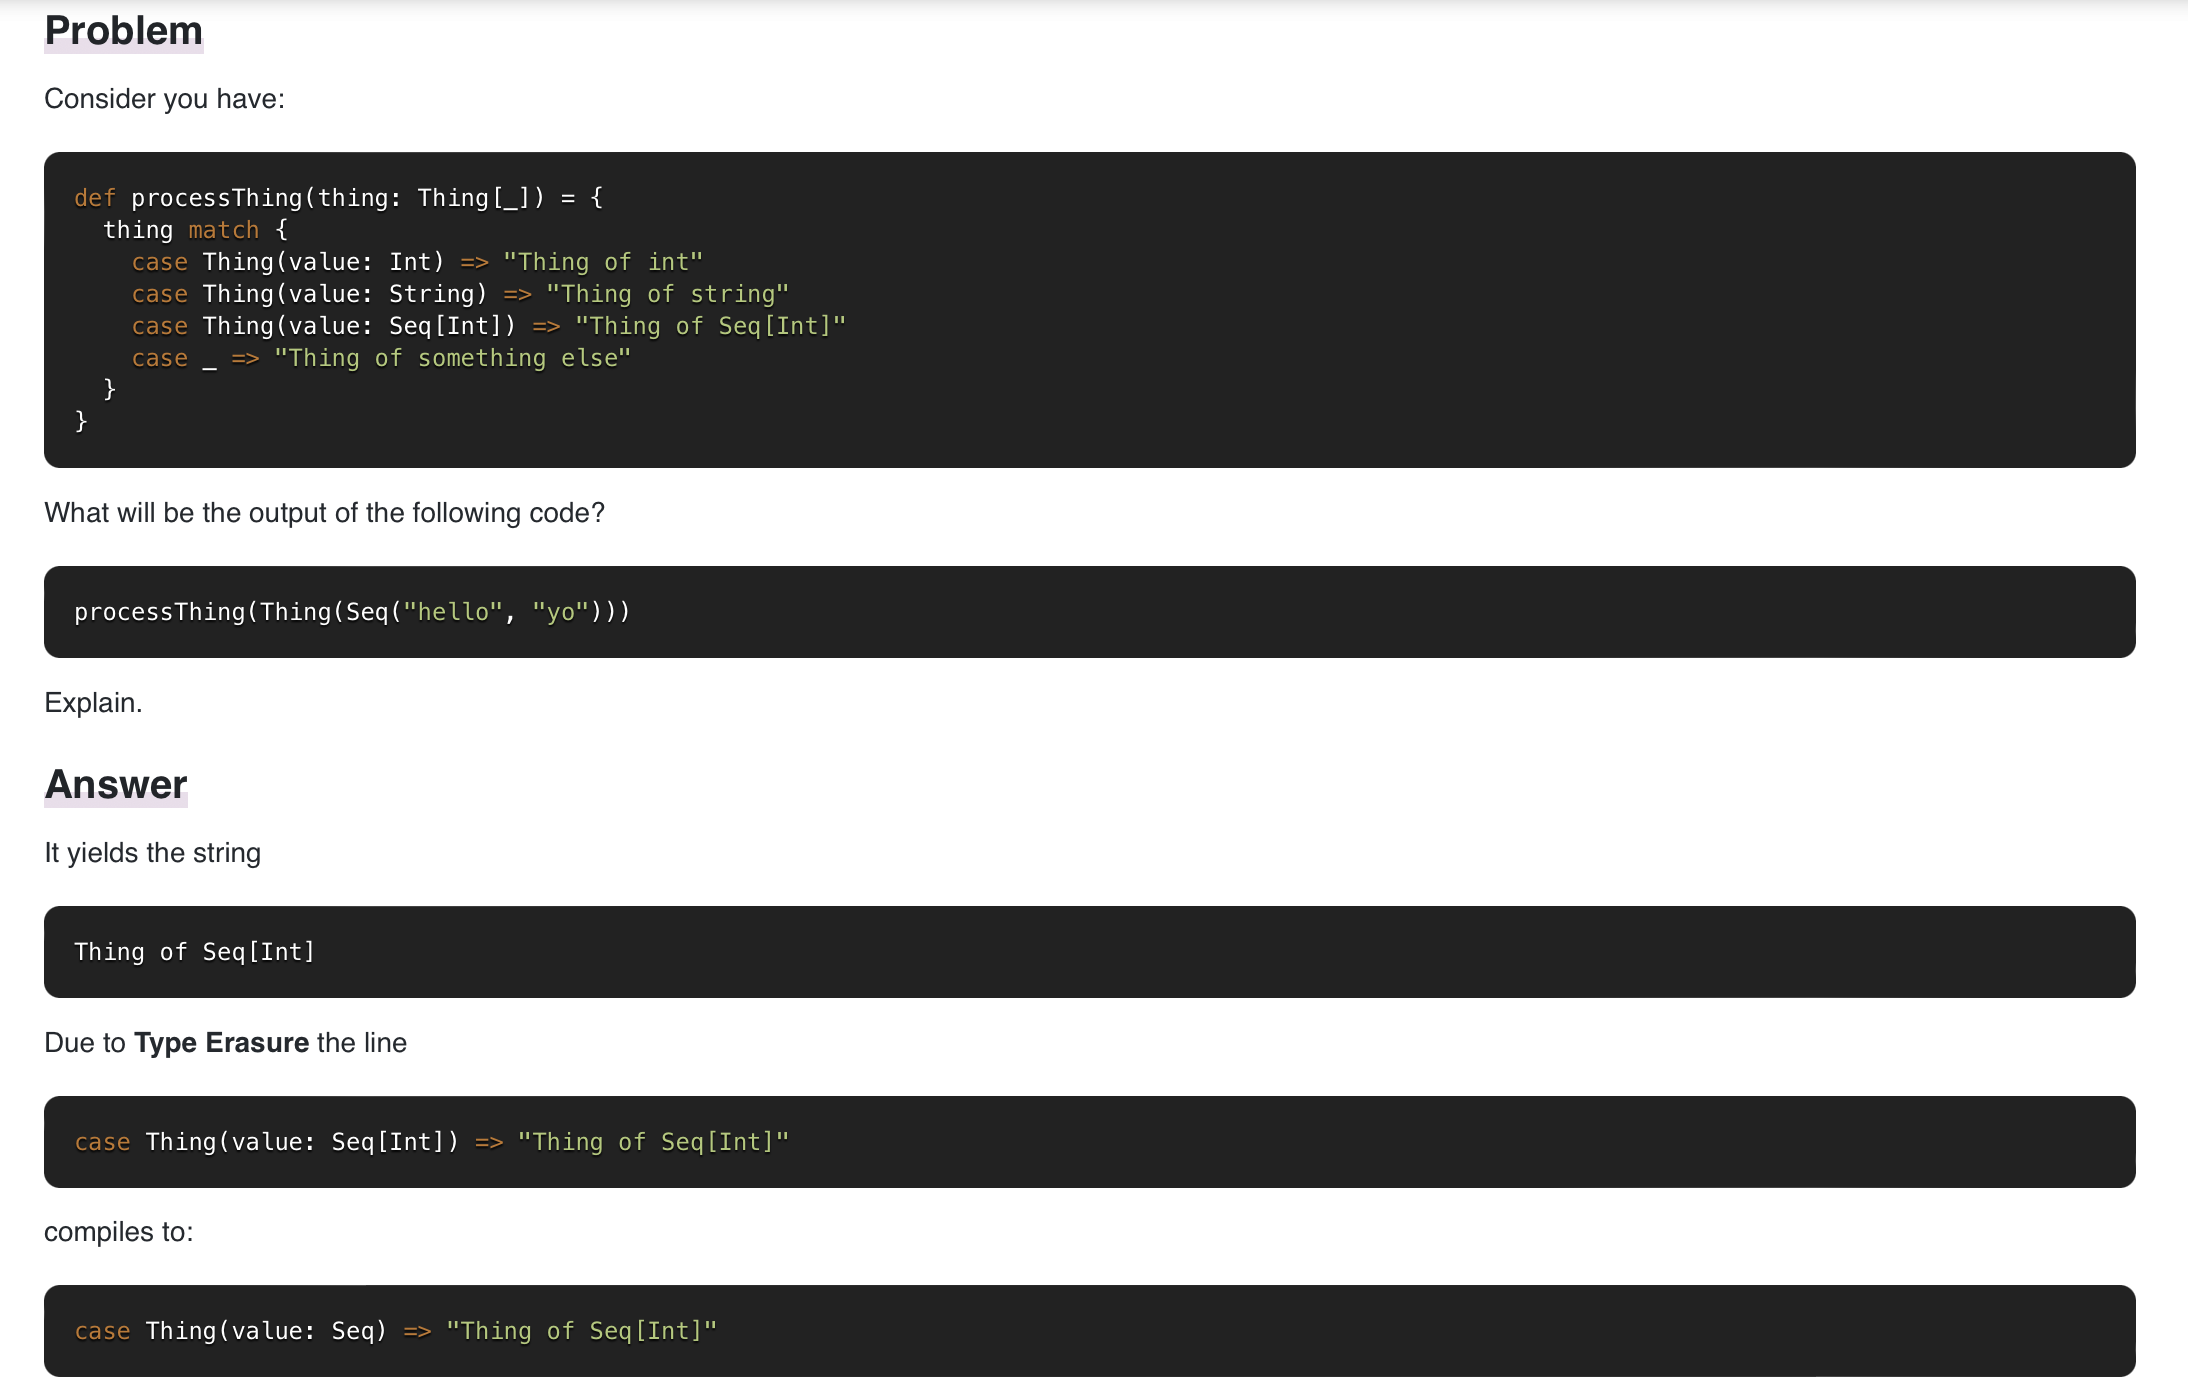 Problem
Consider you have:
def processThing(thing: Thing[_]) = {
  thing match {
    case Thing(value: Int) => "Thing of int"
    case Thing(value: String) => "Thing of string"
    case Thing(value: Seq[Int]) => "Thing of Seq[Int]"
    case _ => "Thing of something else"
  }
}
What will be the output of the following code?
processThing(Thing(Seq("hello", "yo")))
Explain.
Answer
It yields the string
Thing of Seq[Int]
Due to Type Erasure the line
case Thing(value: Seq[Int]) => "Thing of Seq[Int]"
compiles to:
case Thing(value: Seq) => "Thing of Seq[Int]"